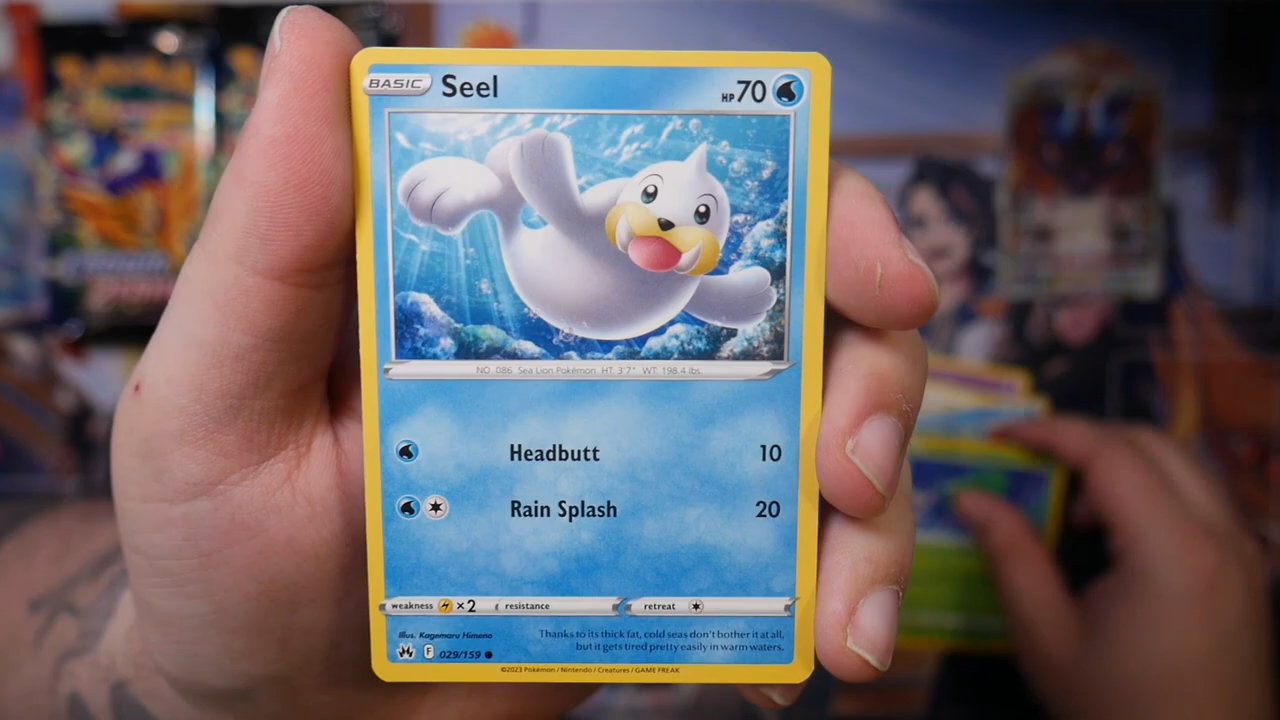 BASIC Seel HP 70
NO. 086 Sea Lion Pokémon HT: 3'7" WT: 198.4 lbs.
Headbutt 10
Rain Splash 20
weakness ×2 resistance retreat
Illus. Kagemaru Himeno
Thanks to its thick fat, cold seas don't bother it at all,
but it gets tired pretty easily in warm waters.
F 029/159
©2023 Pokémon / Nintendo / Creatures / GAME FREAK